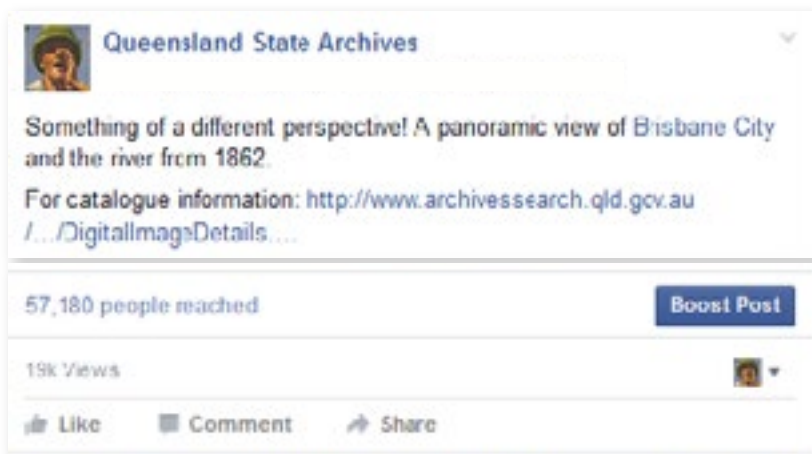 Queensland State Archives
Something of a different perspective! A panoramic view of Brisbane City
and the river from 1862.
For catalogue information: http://www.archivessearch.qld.gov.au
/.../DigitalImageDetails....
57,180 people reached
Boost Post
19k Views
Like Comment Share